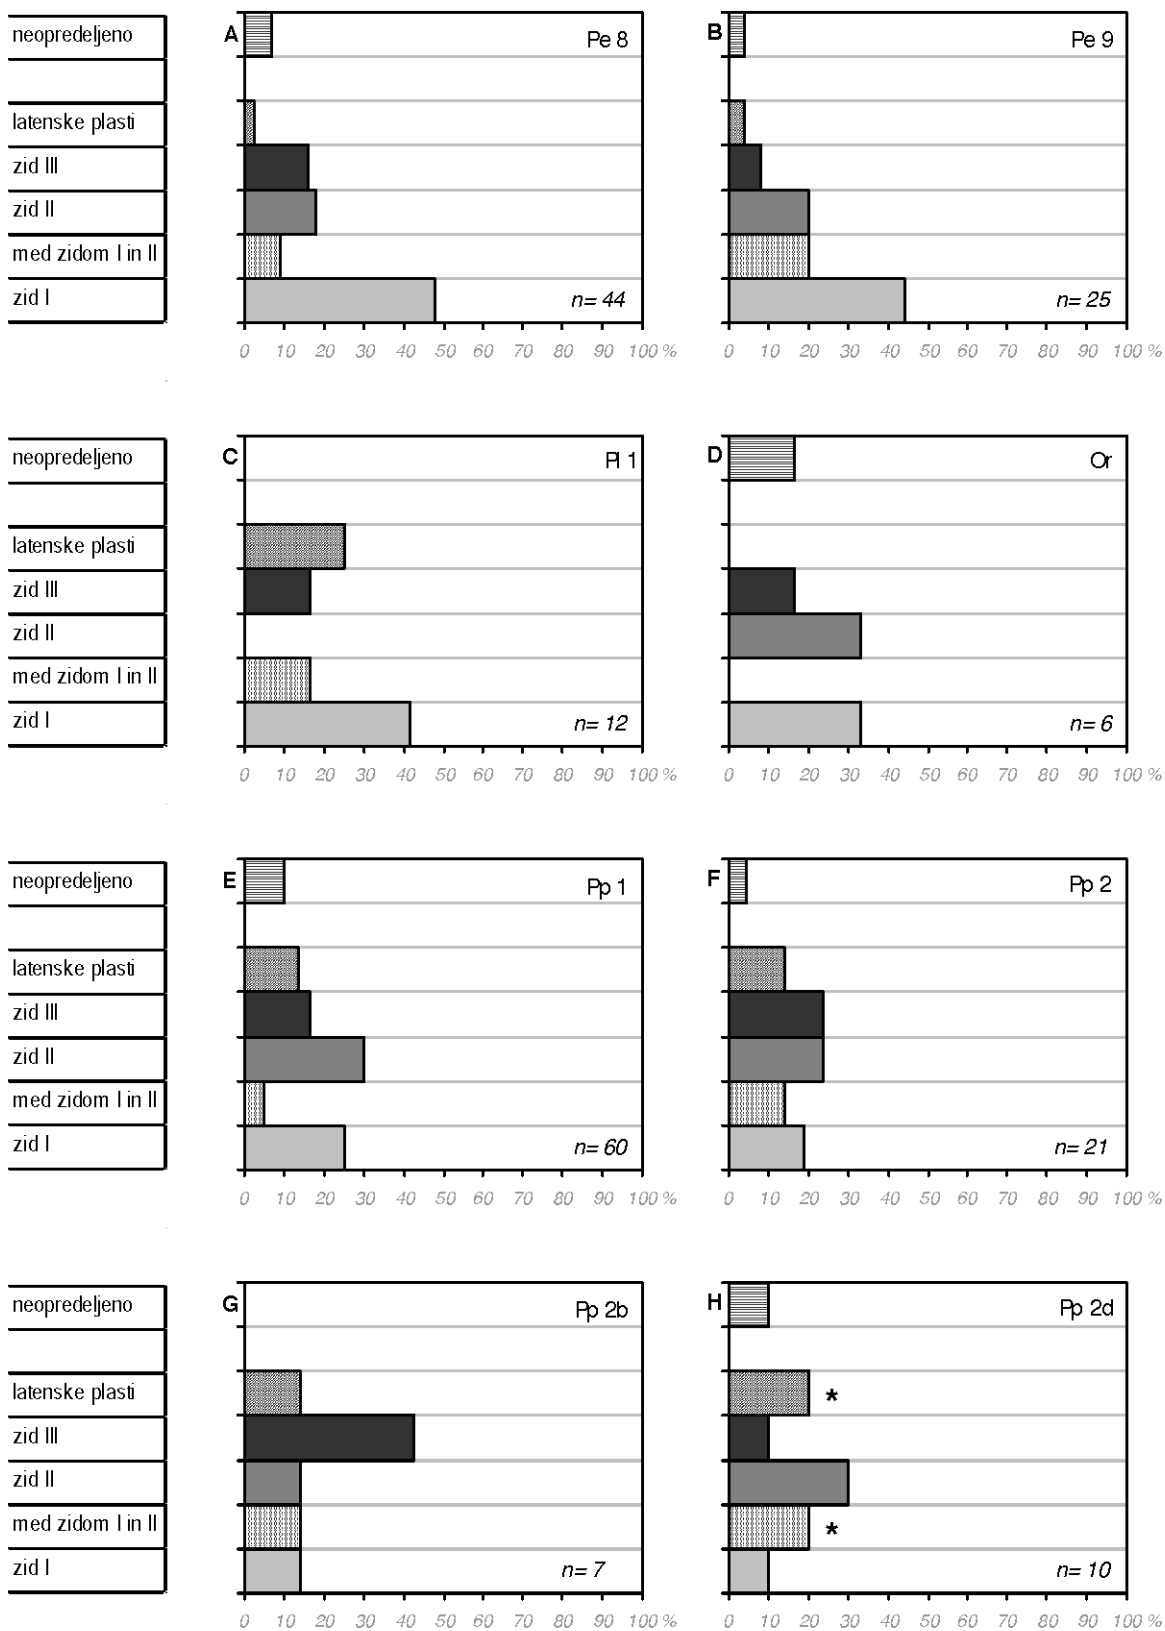 neopredeljeno
latenske plasti
zid III
zid II
med zidom I in II
zid I
A
Pe 8
n= 44
0 10 20 30 40 50 60 70 80 90 100 %
B
Pe 9
n= 25
0 10 20 30 40 50 60 70 80 90 100 %
neopredeljeno
latenske plasti
zid III
zid II
med zidom I in II
zid I
C
Pl 1
n= 12
0 10 20 30 40 50 60 70 80 90 100 %
D
Or
n= 6
0 10 20 30 40 50 60 70 80 90 100 %
neopredeljeno
latenske plasti
zid III
zid II
med zidom I in II
zid I
E
Pp 1
n= 60
0 10 20 30 40 50 60 70 80 90 100 %
F
Pp 2
n= 21
0 10 20 30 40 50 60 70 80 90 100 %
neopredeljeno
latenske plasti
zid III
zid II
med zidom I in II
zid I
G
Pp 2b
n= 7
0 10 20 30 40 50 60 70 80 90 100 %
H
Pp 2d
*
*
n= 10
0 10 20 30 40 50 60 70 80 90 100 %